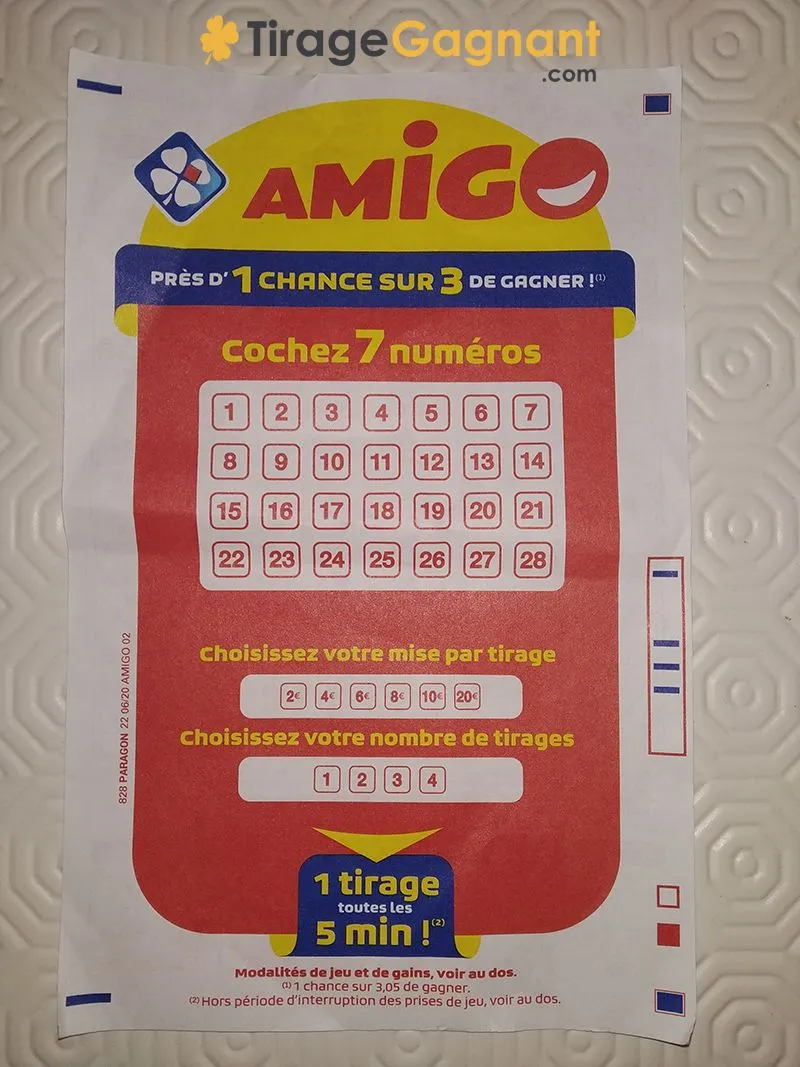 TirageGagnant
.com
AMIGO
PRÈS D' 1 CHANCE SUR 3 DE GAGNER !(1)
Cochez 7 numéros
1 2 3 4 5 6 7
8 9 10 11 12 13 14
15 16 17 18 19 20 21
22 23 24 25 26 27 28
Choisissez votre mise par tirage
2€ 4€ 6€ 8€ 10€ 20€
Choisissez votre nombre de tirages
1 2 3 4
1 tirage
toutes les
5 min !(2)
Modalités de jeu et de gains, voir au dos.
(1) 1 chance sur 3,05 de gagner.
(2) Hors période d'interruption des prises de jeu, voir au dos.
828 PARAGON 22 06/20 AMIGO 02